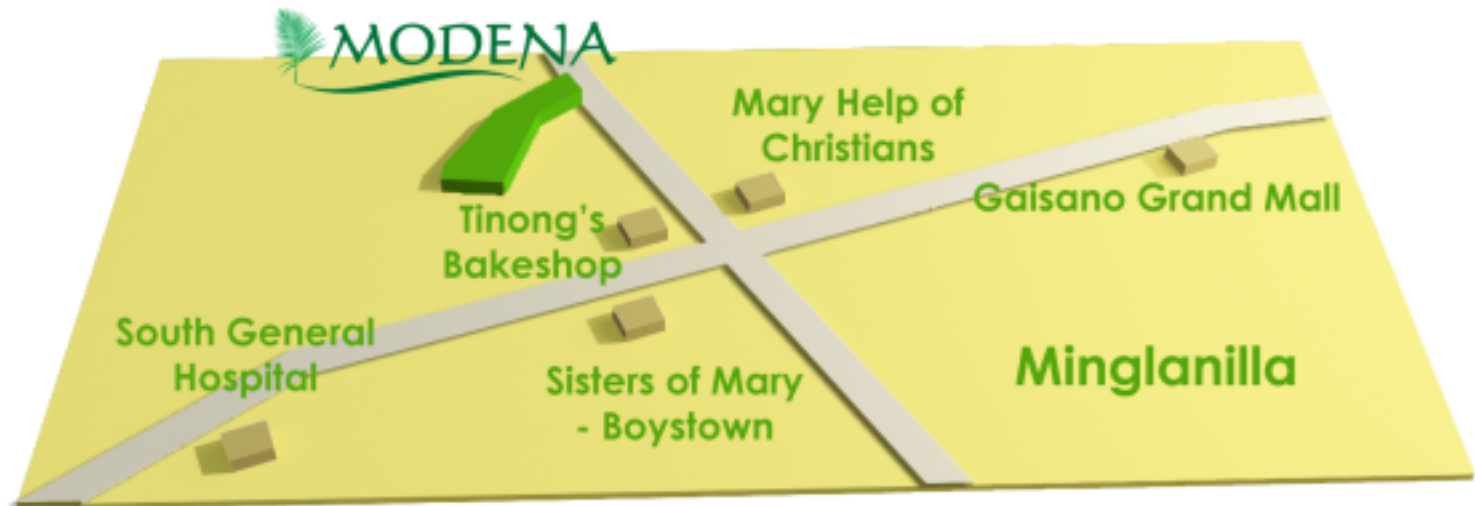 MODENA
Mary Help of
Christians
Gaisano Grand Mall
Tinong's
Bakeshop
South General
Hospital
Sisters of Mary
- Boystown
Minglanilla